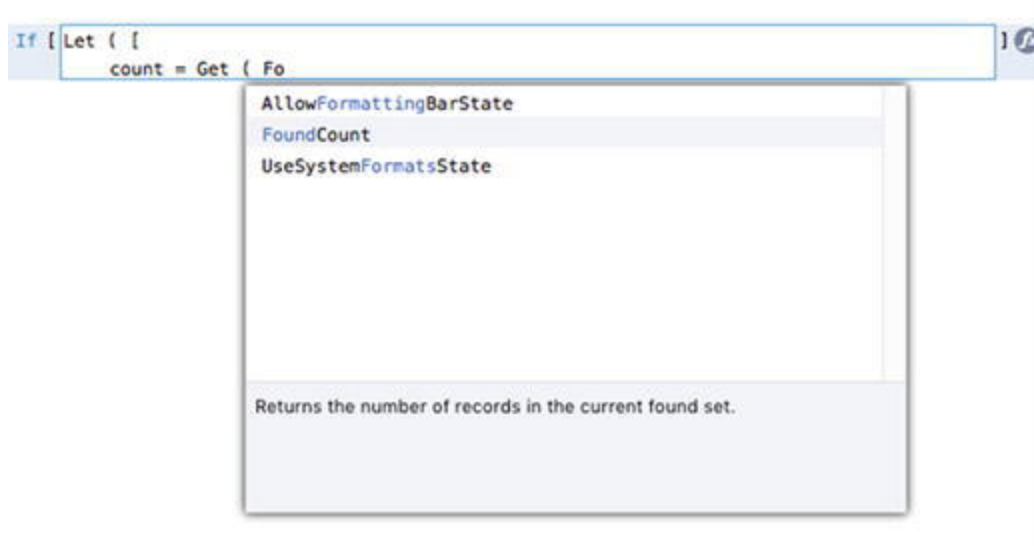 If [ Let ( [ ]
count = Get ( Fo
AllowFormattingBarState
FoundCount
UseSystemFormatsState
Returns the number of records in the current found set.